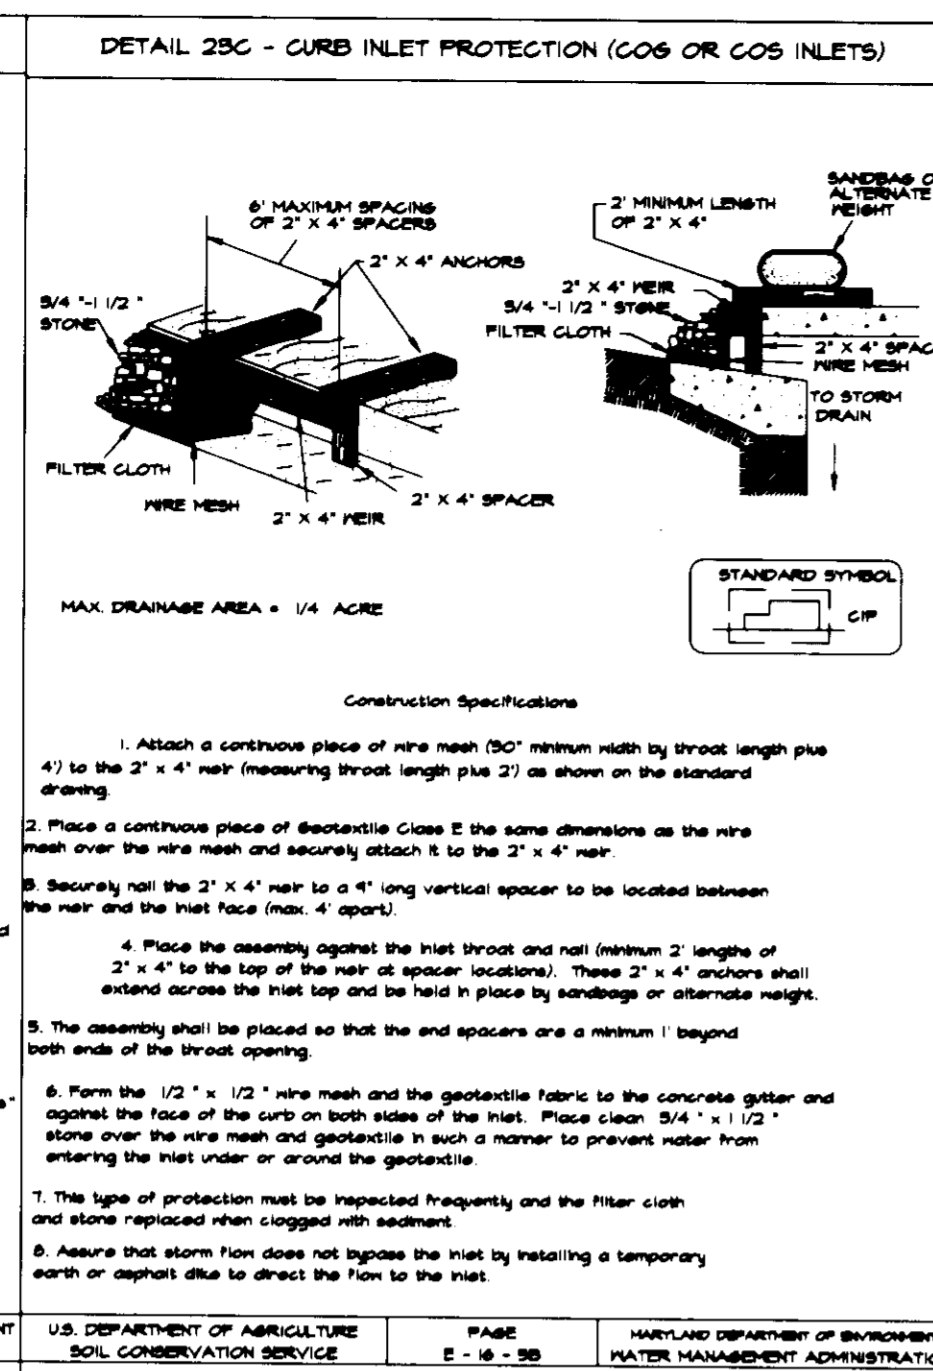 DETAIL 23C - CURB INLET PROTECTION (COG OR COS INLETS)
6' MAXIMUM SPACING
OF 2" X 4" SPACERS
2" X 4" ANCHORS
3/4 "-1 1/2 "
STONE
FILTER CLOTH
WIRE MESH
2" X 4" WEIR
2" X 4" SPACER
2' MINIMUM LENGTH
OF 2" X 4"
SANDBAG O
ALTERNATE
WEIGHT
2" X 4" WEIR
3/4 "-1 1/2 " STONE
FILTER CLOTH
2" X 4" SPAC
WIRE MESH
TO STORM
DRAIN
MAX. DRAINAGE AREA = 1/4 ACRE
STANDARD SYMBOL
CIP
Construction Specifications
1. Attach a continuous piece of wire mesh (30" minimum width by throat length plus
4') to the 2" x 4" weir (measuring throat length plus 2') as shown on the standard
drawing.
2. Place a continuous piece of Geotextile Class E the same dimensions as the wire
mesh over the wire mesh and securely attach it to the 2" x 4" weir.
3. Securely nail the 2" X 4" weir to a 9" long vertical spacer to be located between
the weir and the inlet face (max. 4' apart).
4. Place the assembly against the inlet throat and nail (minimum 2' lengths of
2" x 4" to the top of the weir at spacer locations). These 2" x 4" anchors shall
extend across the inlet top and be held in place by sandbags or alternate weight.
5. The assembly shall be placed so that the end spacers are a minimum 1' beyond
both ends of the throat opening.
6. Form the 1/2 " x 1/2 " wire mesh and the geotextile fabric to the concrete gutter and
against the face of the curb on both sides of the inlet. Place clean 3/4 " x 1 1/2 "
stone over the wire mesh and geotextile in such a manner to prevent water from
entering the inlet under or around the geotextile.
7. This type of protection must be inspected frequently and the filter cloth
and stone replaced when clogged with sediment.
8. Assure that storm flow does not bypass the inlet by installing a temporary
earth or asphalt dike to direct the flow to the inlet.
NT
U.S. DEPARTMENT OF AGRICULTURE
SOIL CONSERVATION SERVICE
PAGE
E - 16 - 5B
MARYLAND DEPARTMENT OF ENVIRONMENT
WATER MANAGEMENT ADMINISTRATIO